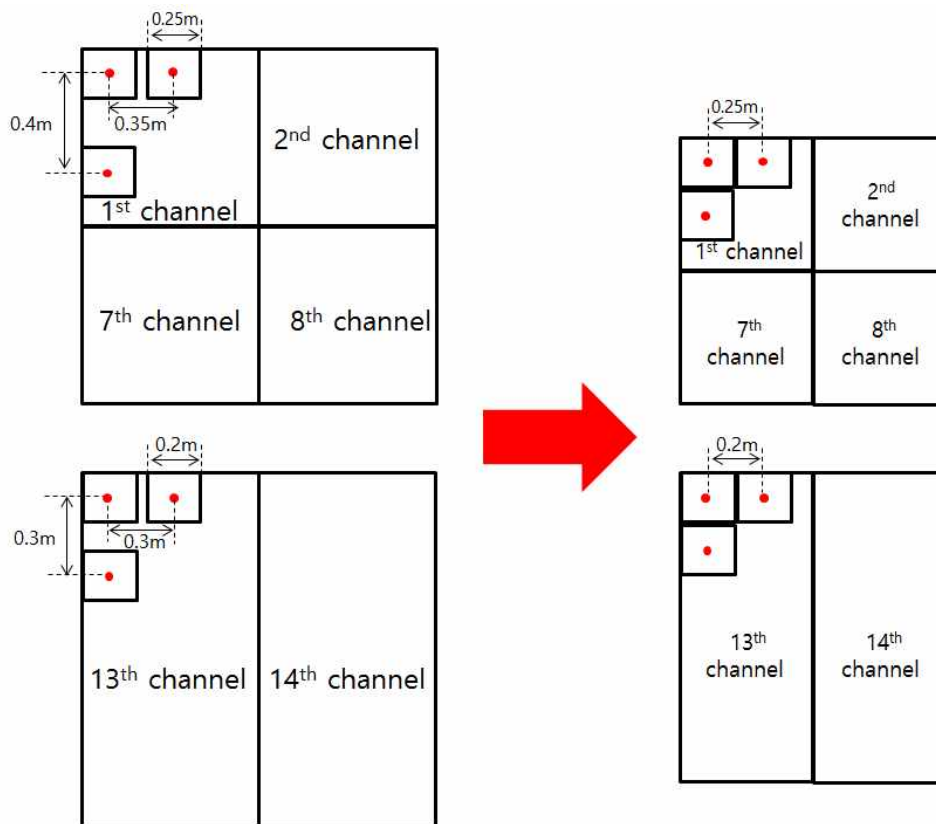 0.25m
0.4m
0.35m
2nd channel
1st channel
7th channel
8th channel
0.2m
0.3m
0.3m
13th channel
14th channel
0.25m
2nd
channel
1st channel
7th
channel
8th
channel
0.2m
13th
channel
14th
channel